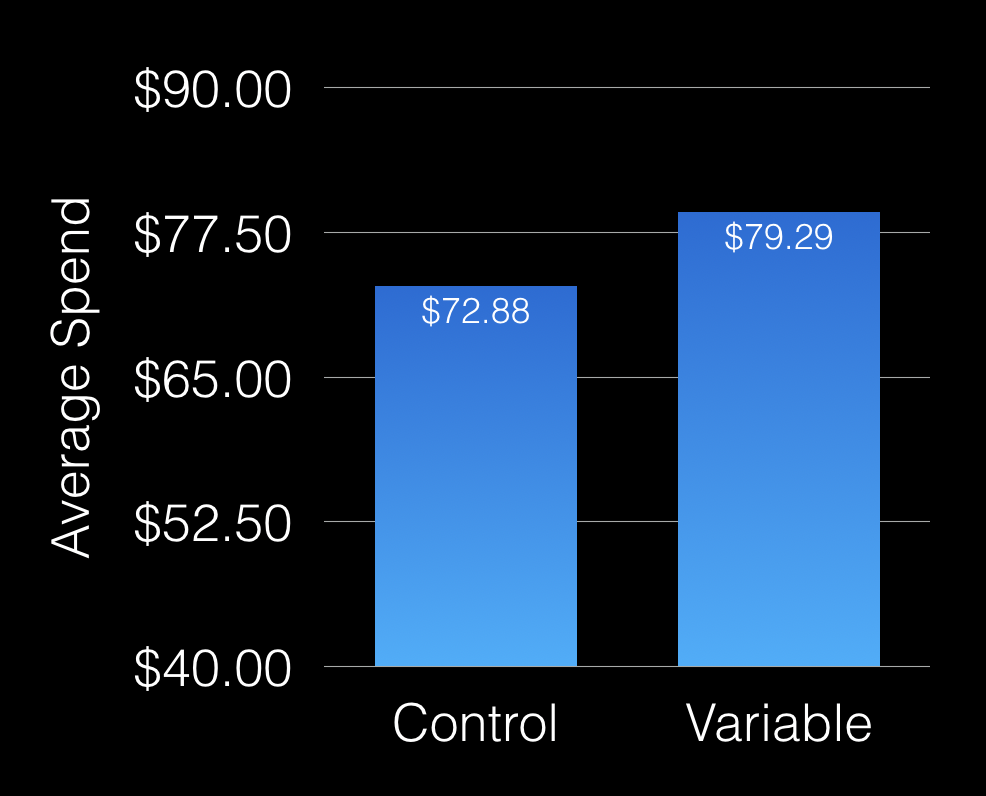 Average Spend
$90.00
$77.50
$65.00
$52.50
$40.00
$72.88
$79.29
Control
Variable